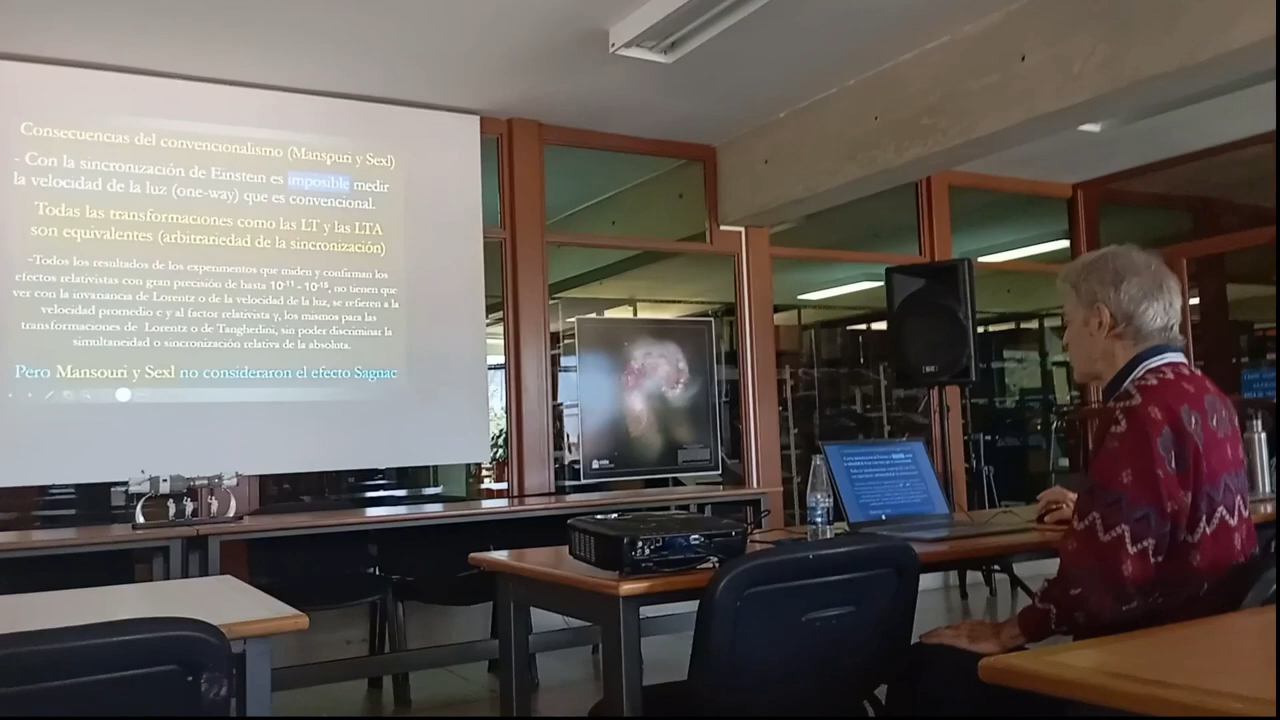 Consecuencias del convencionalismo (Manspuri y Sexl)
- Con la sincronización de Einstein es imposible medir
la velocidad de la luz (one-way) que es convencional.
Todas las transformaciones como las LT y las LTA
son equivalentes (arbitrariedad de la sincronización)
-Todos los resultados de los experimentos que miden y confirman los
efectos relativistas con gran precisión de hasta 10⁻¹¹ - 10⁻¹⁵, no tienen que
ver con la invariancia de Lorentz o de la velocidad de la luz, se refieren a la
velocidad promedio c y al factor relativista γ, los mismos para las
transformaciones de Lorentz o de Tangherlini, sin poder discriminar la
simultaneidad o sincronización relativa de la absoluta.
Pero Mansouri y Sexl no consideraron el efecto Sagnac